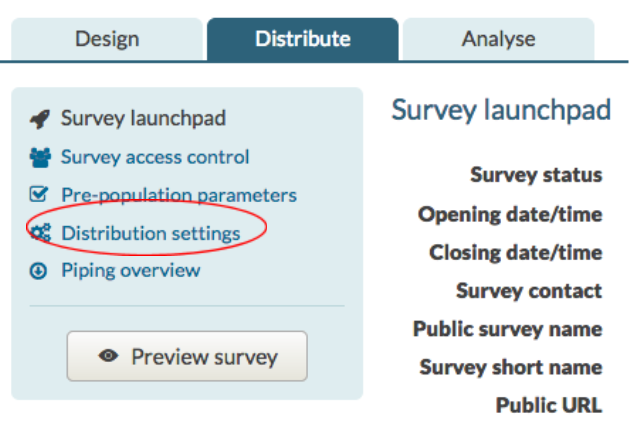 Design
Distribute
Analyse
Survey launchpad
Survey access control
Pre-population parameters
Distribution settings
Piping overview
Preview survey
Survey launchpad
Survey status
Opening date/time
Closing date/time
Survey contact
Public survey name
Survey short name
Public URL